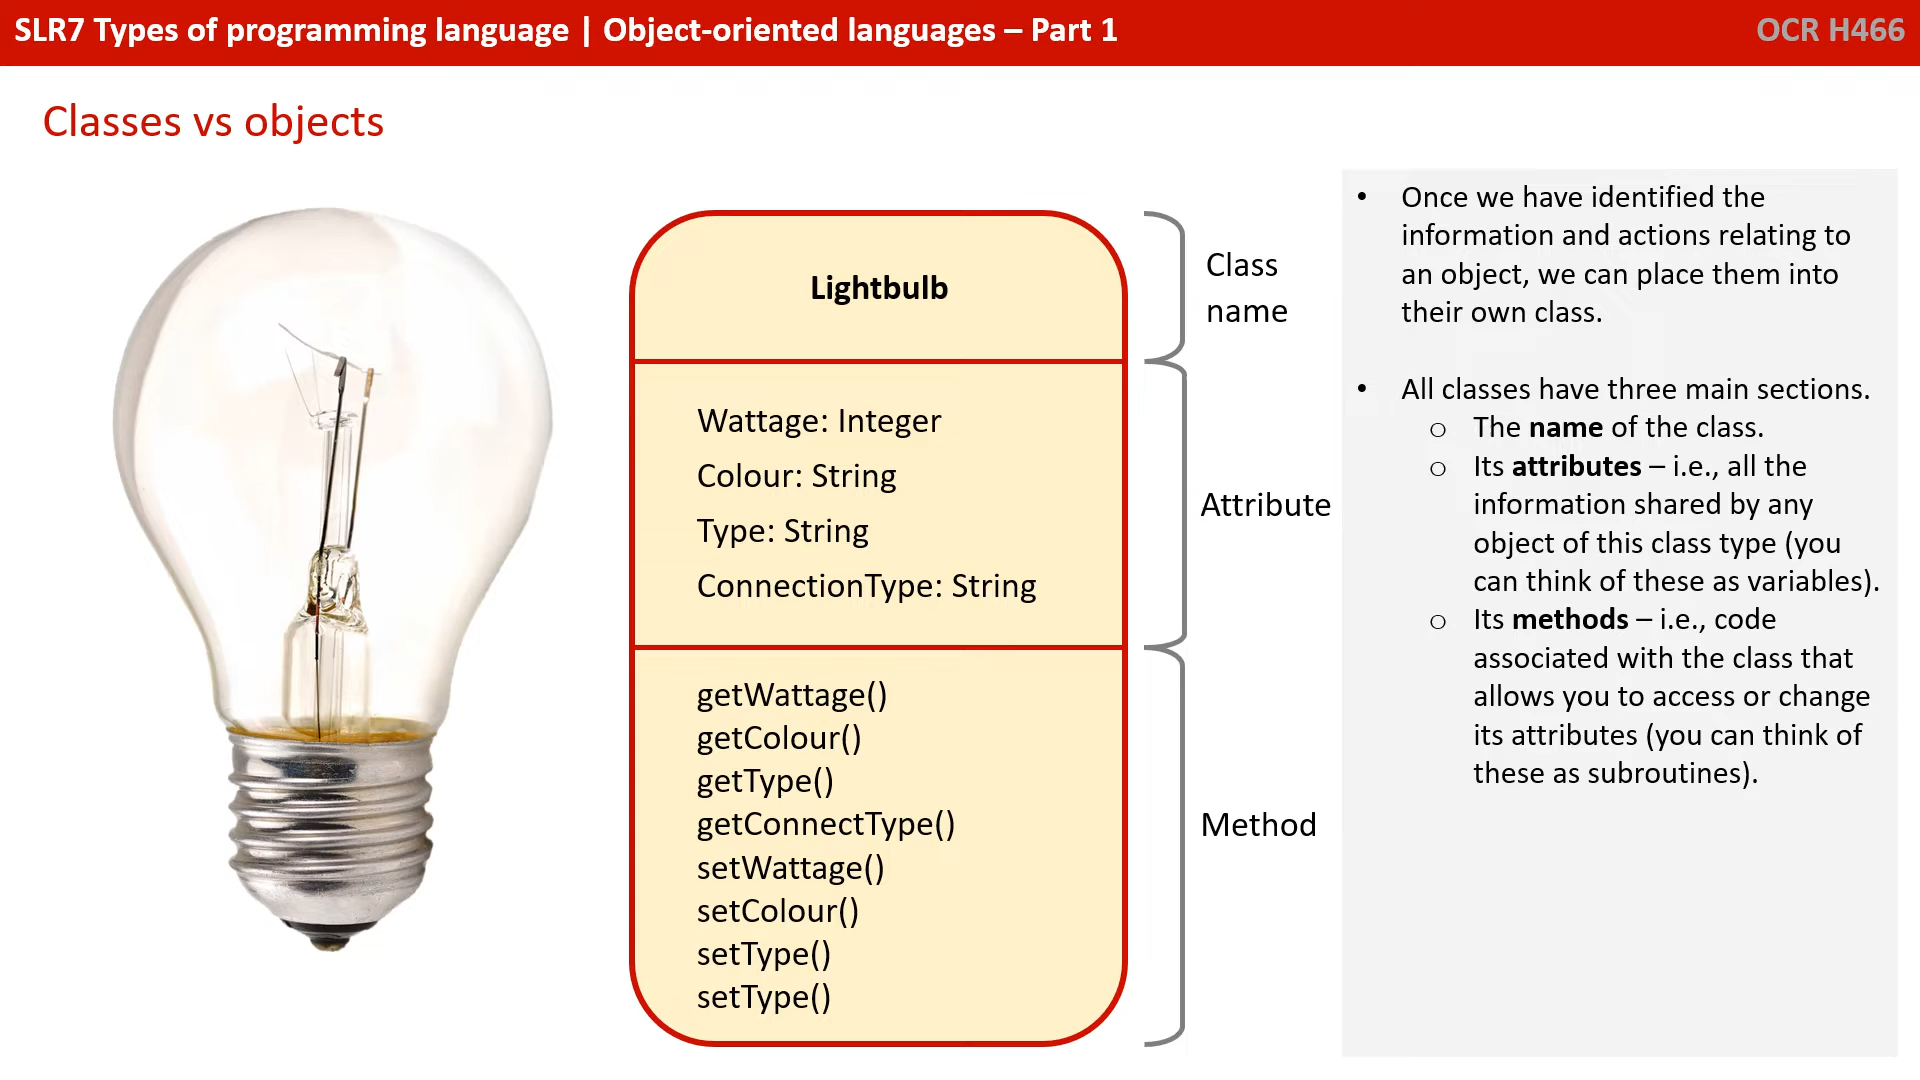 SLR7 Types of programming language | Object-oriented languages – Part 1
OCR H466
Classes vs objects
Lightbulb
Class
name
Wattage: Integer
Colour: String
Type: String
ConnectionType: String
Attribute
getWattage()
getColour()
getType()
getConnectType()
setWattage()
setColour()
setType()
setType()
Method
• Once we have identified the
information and actions relating to
an object, we can place them into
their own class.
• All classes have three main sections.
o The name of the class.
o Its attributes – i.e., all the
information shared by any
object of this class type (you
can think of these as variables).
o Its methods – i.e., code
associated with the class that
allows you to access or change
its attributes (you can think of
these as subroutines).